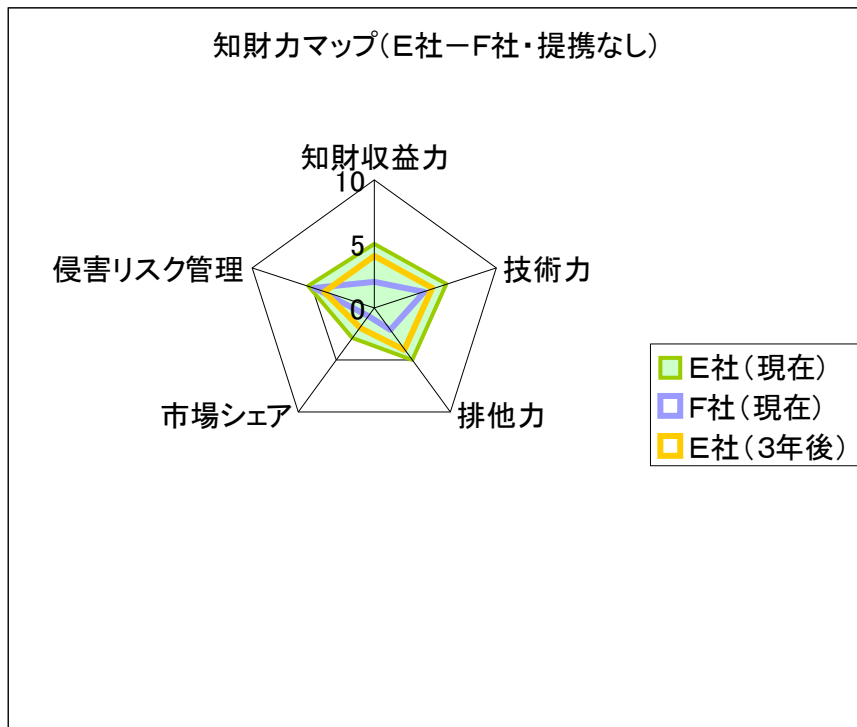 知財力マップ（Ｅ社－Ｆ社・提携なし）
知財収益力
10
5
0
侵害リスク管理
技術力
市場シェア
排他力
Ｅ社（現在）
Ｆ社（現在）
Ｅ社（３年後）